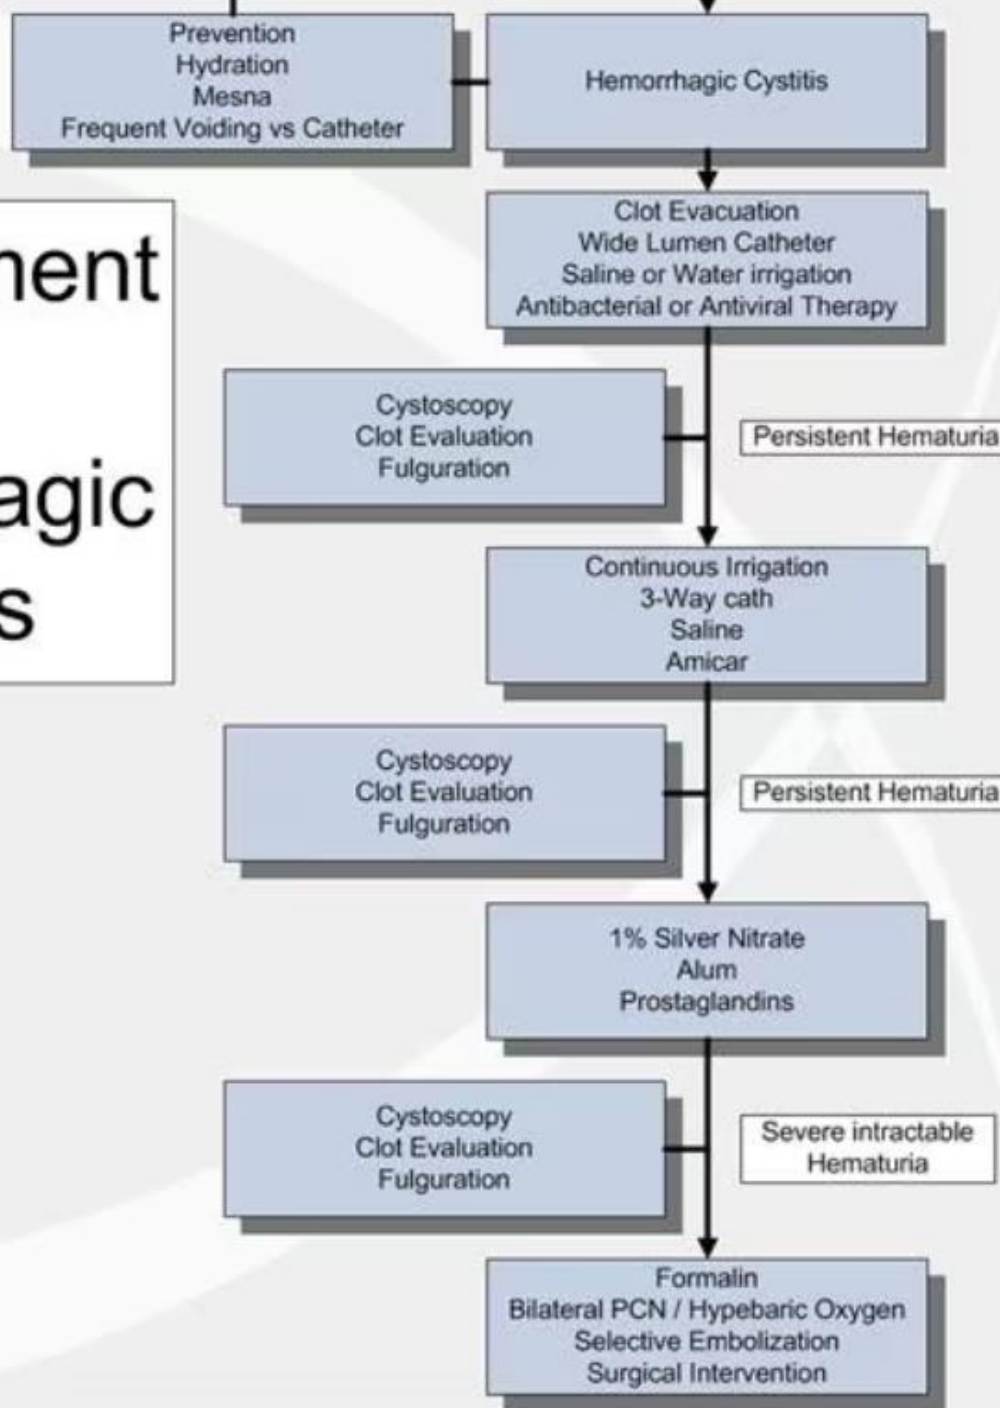 Prevention
Hydration
Mesna
Frequent Voiding vs Catheter
Hemorrhagic Cystitis
Clot Evacuation
Wide Lumen Catheter
Saline or Water irrigation
Antibacterial or Antiviral Therapy
ment
agic
s
Cystoscopy
Clot Evaluation
Fulguration
Persistent Hematuria
Continuous Irrigation
3-Way cath
Saline
Amicar
Cystoscopy
Clot Evaluation
Fulguration
Persistent Hematuria
1% Silver Nitrate
Alum
Prostaglandins
Cystoscopy
Clot Evaluation
Fulguration
Severe intractable
Hematuria
Formalin
Bilateral PCN / Hypebaric Oxygen
Selective Embolization
Surgical Intervention